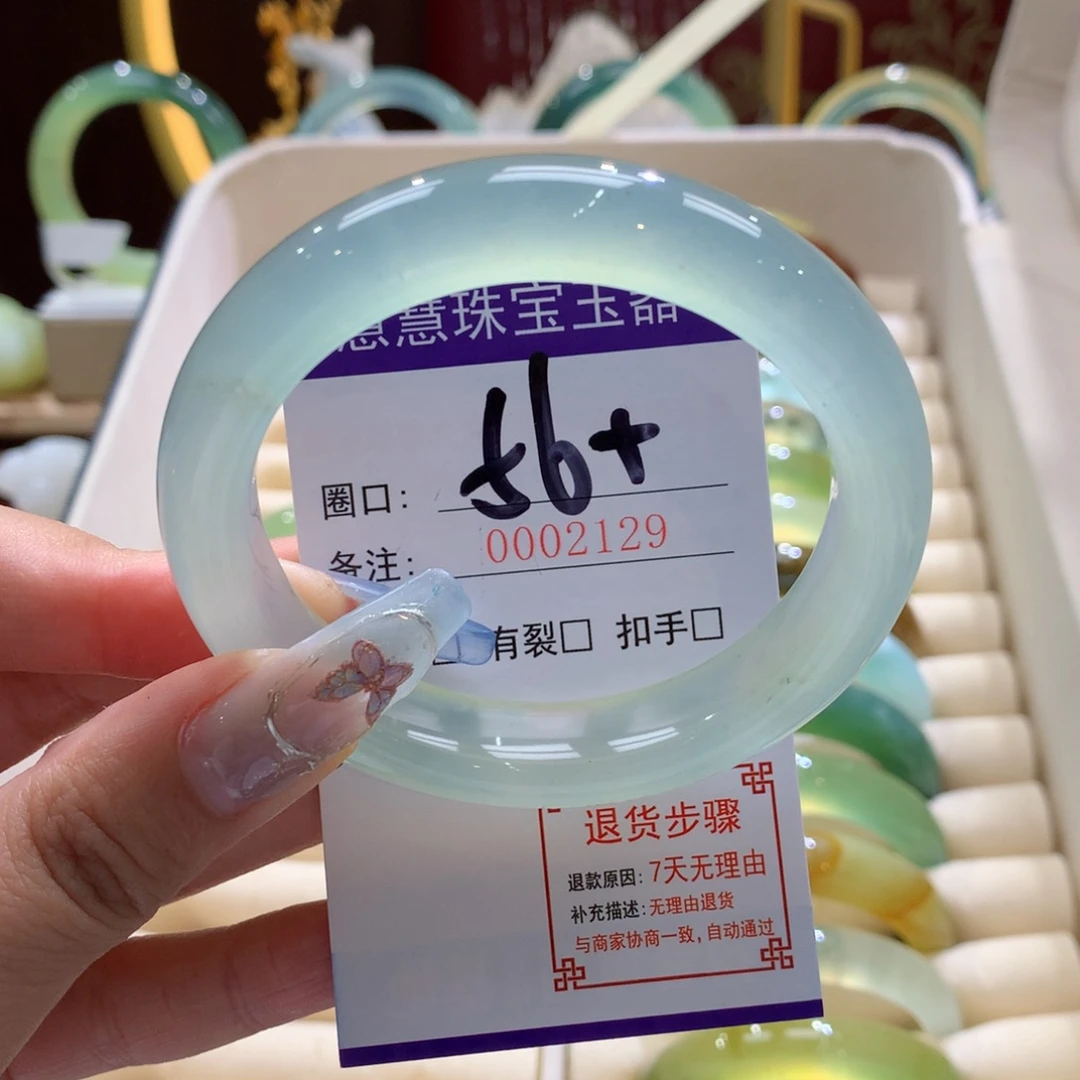 慧慧珠宝玉器
圈口: 56+
0002129
备注:
有裂□ 扣手□
退货步骤
退款原因: 7天无理由
补充描述: 无理由退货
与商家协商一致, 自动通过